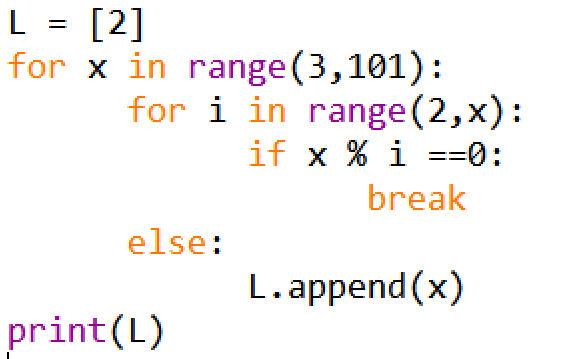 L = [2]
for x in range(3,101):
        for i in range(2,x):
                if x % i ==0:
                        break
        else:
                L.append(x)
print(L)